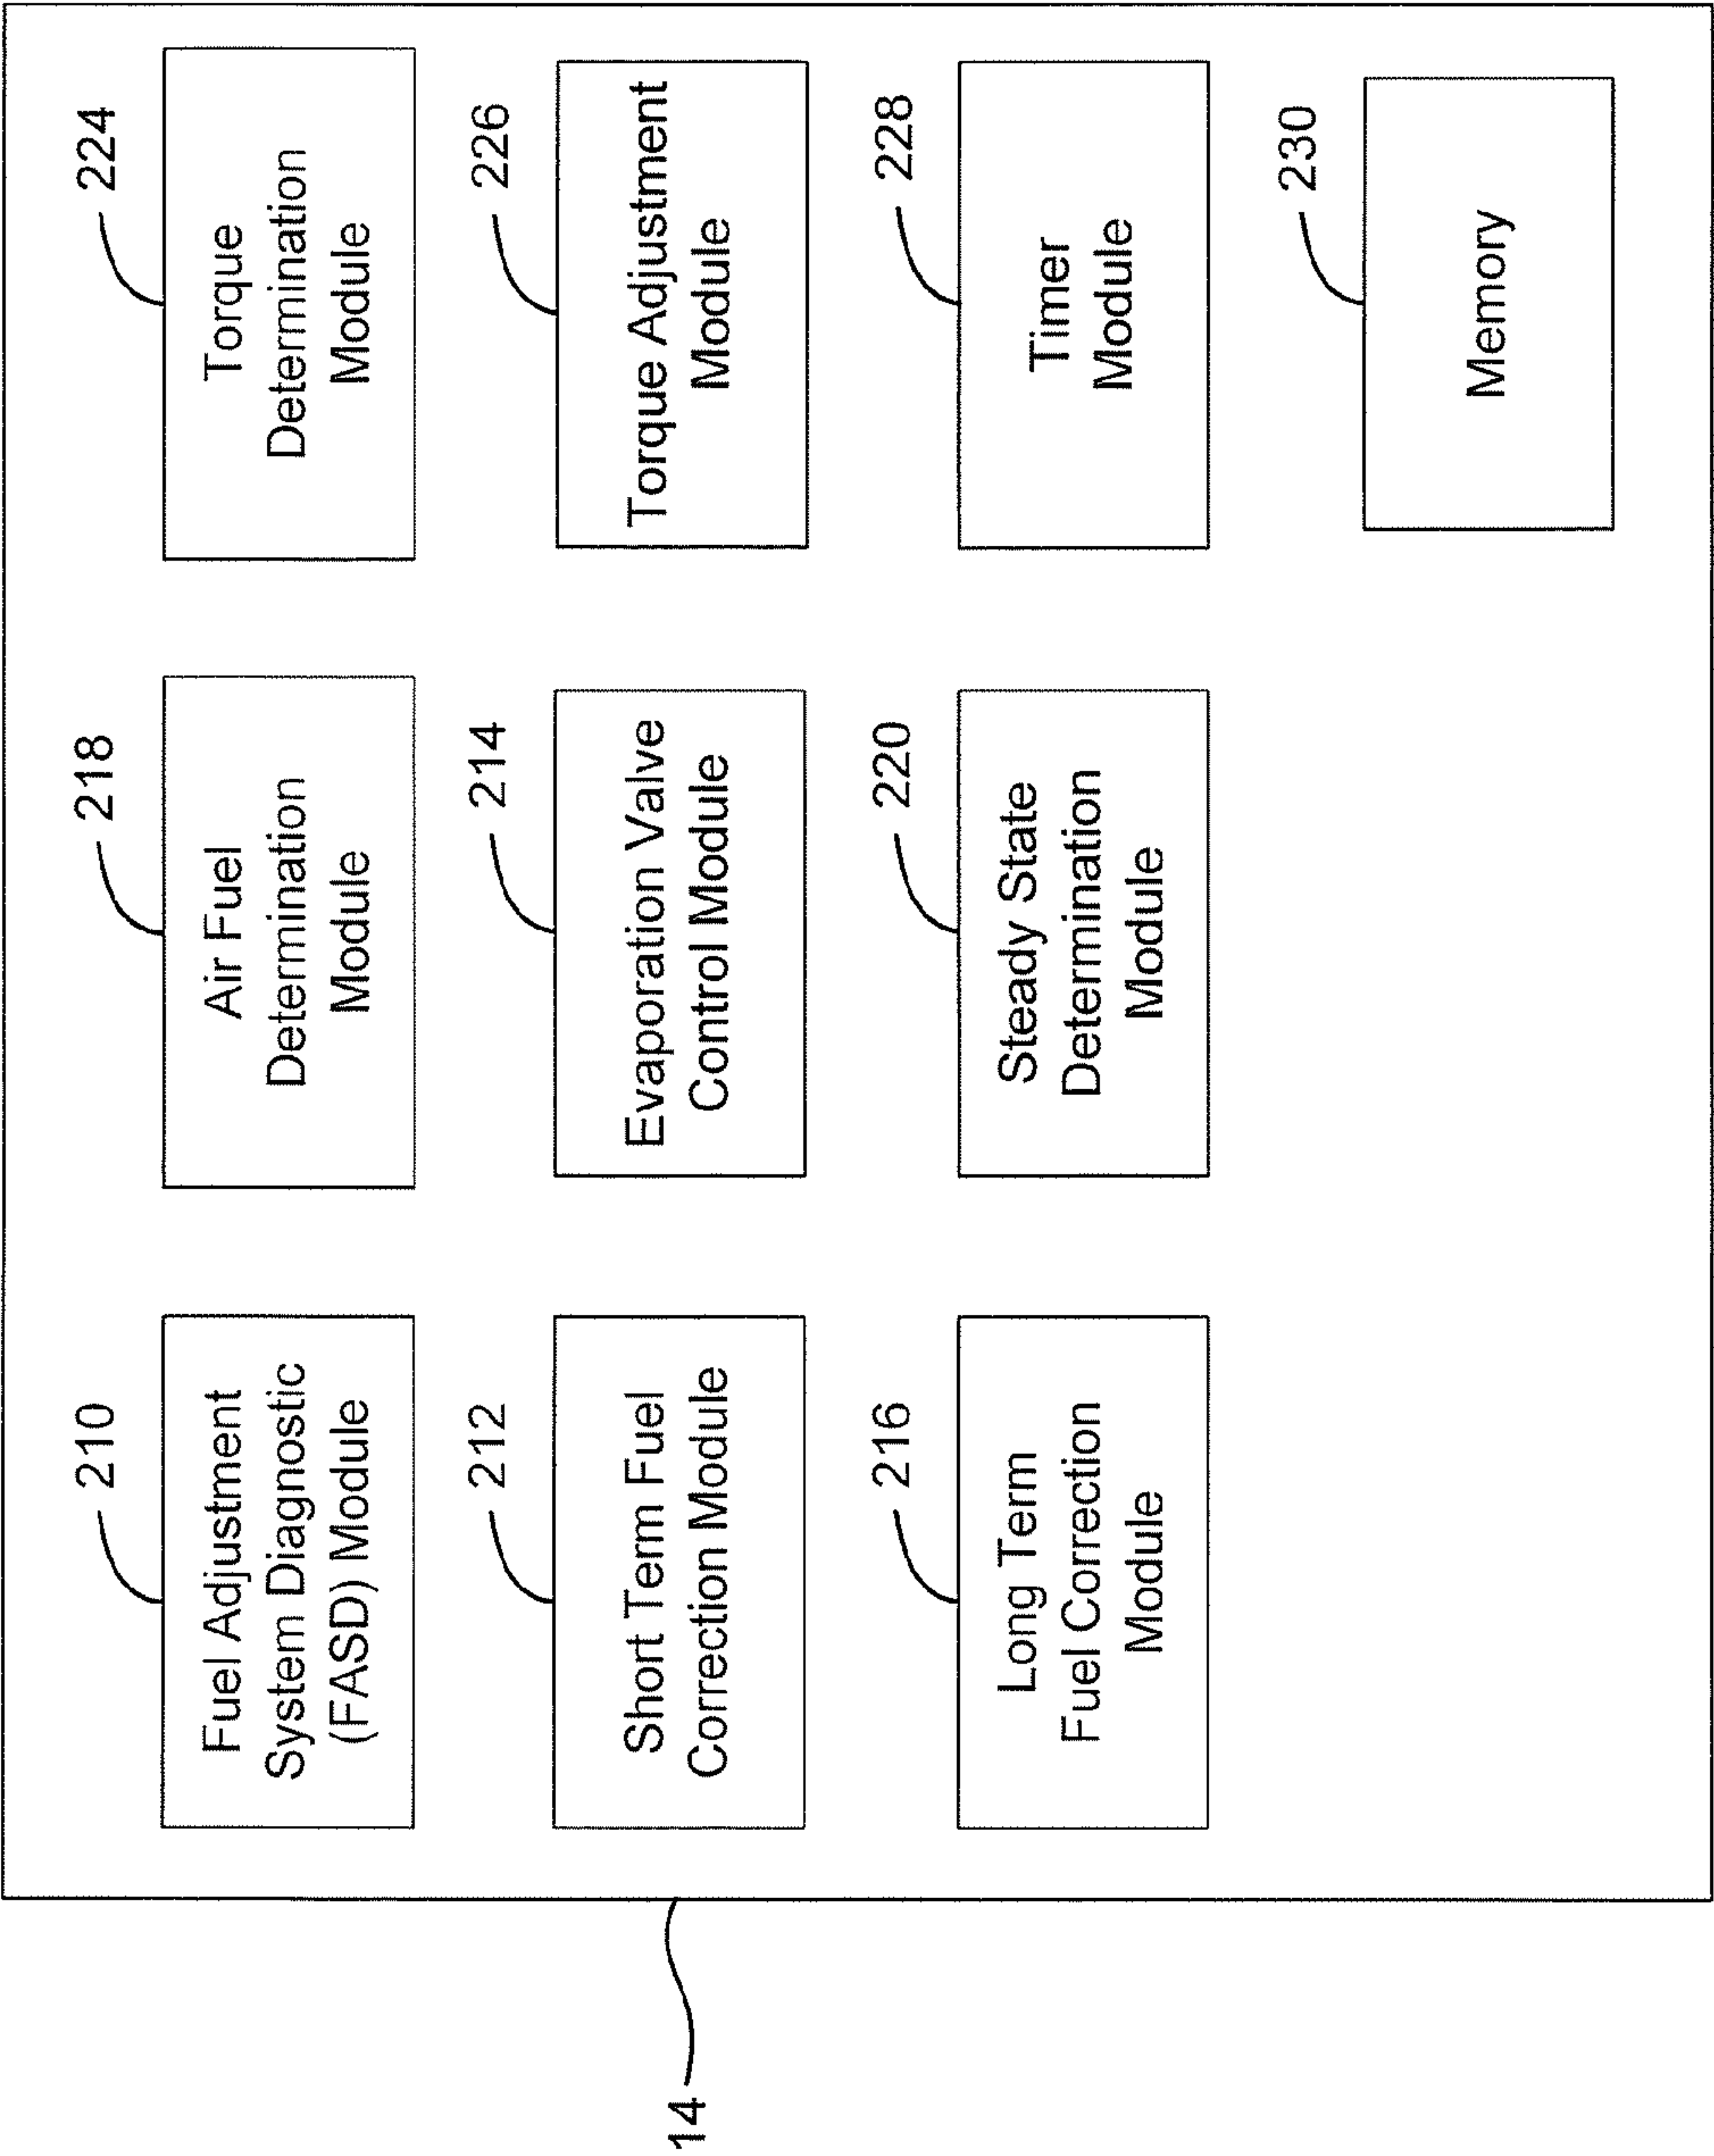 210
Fuel Adjustment
System Diagnostic
(FASD) Module
218
Air Fuel
Determination
Module
224
Torque
Determination
Module
212
Short Term Fuel
Correction Module
214
Evaporation Valve
Control Module
226
Torque Adjustment
Module
216
Long Term
Fuel Correction
Module
220
Steady State
Determination
Module
228
Timer
Module
230
Memory
14